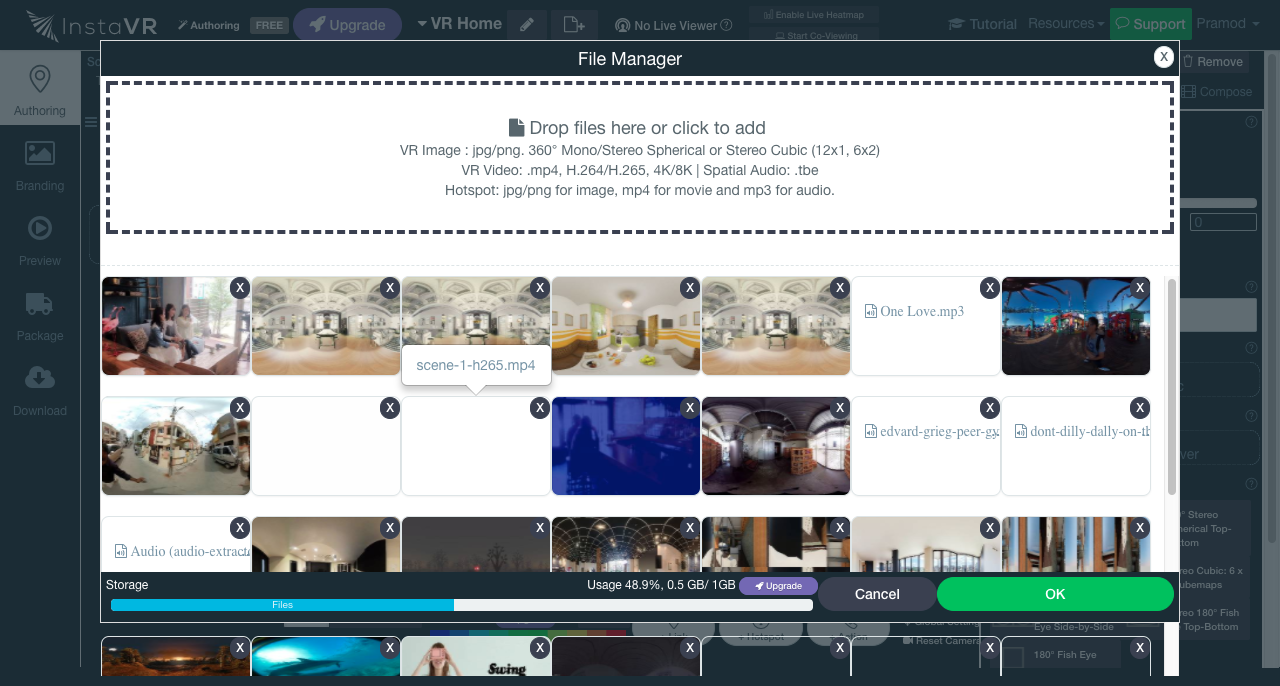 InstaVR
Authoring
FREE
Upgrade
VR Home
No Live Viewer
Enable Live Heatmap
Start Co-Viewing
Tutorial
Resources
Support
Pramod
File Manager
X
Remove
Compose
Authoring
Branding
Preview
Package
Download
Drop files here or click to add
VR Image : jpg/png. 360° Mono/Stereo Spherical or Stereo Cubic (12x1, 6x2)
VR Video: .mp4, H.264/H.265, 4K/8K | Spatial Audio: .tbe
Hotspot: jpg/png for image, mp4 for movie and mp3 for audio.
0
X X X X X X X
One Love.mp3
scene-1-h265.mp4
X X X X X X X
edvard-grieg-peer-gy
dont-dilly-dally-on-th
X X X X X X X
Audio (audio-extract
Storage
Usage 48.9%, 0.5 GB/ 1GB
Upgrade
Files
Cancel
OK
° Stereo
herical Top-
ttom
ereo Cubic: 6 x
ubemaps
ereo 180° Fish
Top-Bottom
+ Hotspot
Global Setting
Reset Camera
Eye Side-by-Side
180° Fish Eye
X X X X X X X
Swing